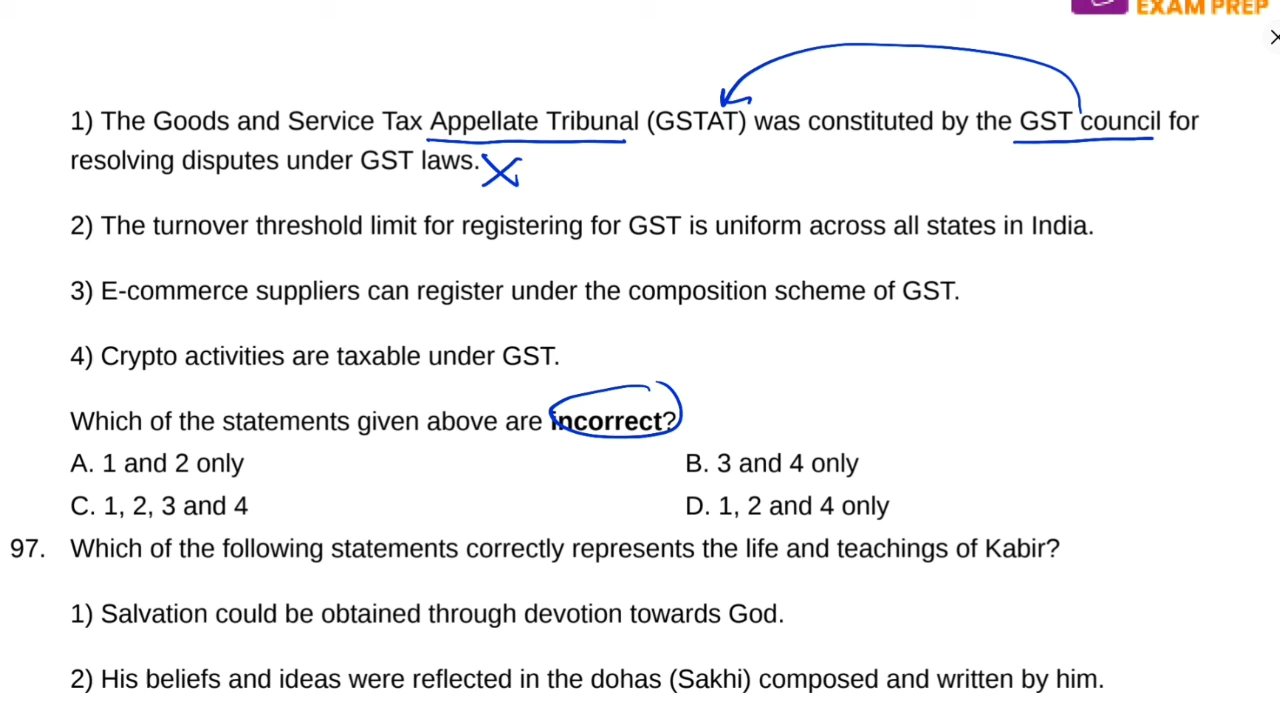 EXAM PREP
1) The Goods and Service Tax Appellate Tribunal (GSTAT) was constituted by the GST council for
resolving disputes under GST laws.
2) The turnover threshold limit for registering for GST is uniform across all states in India.
3) E-commerce suppliers can register under the composition scheme of GST.
4) Crypto activities are taxable under GST.
Which of the statements given above are incorrect?
A. 1 and 2 only B. 3 and 4 only
C. 1, 2, 3 and 4 D. 1, 2 and 4 only
97. Which of the following statements correctly represents the life and teachings of Kabir?
1) Salvation could be obtained through devotion towards God.
2) His beliefs and ideas were reflected in the dohas (Sakhi) composed and written by him.